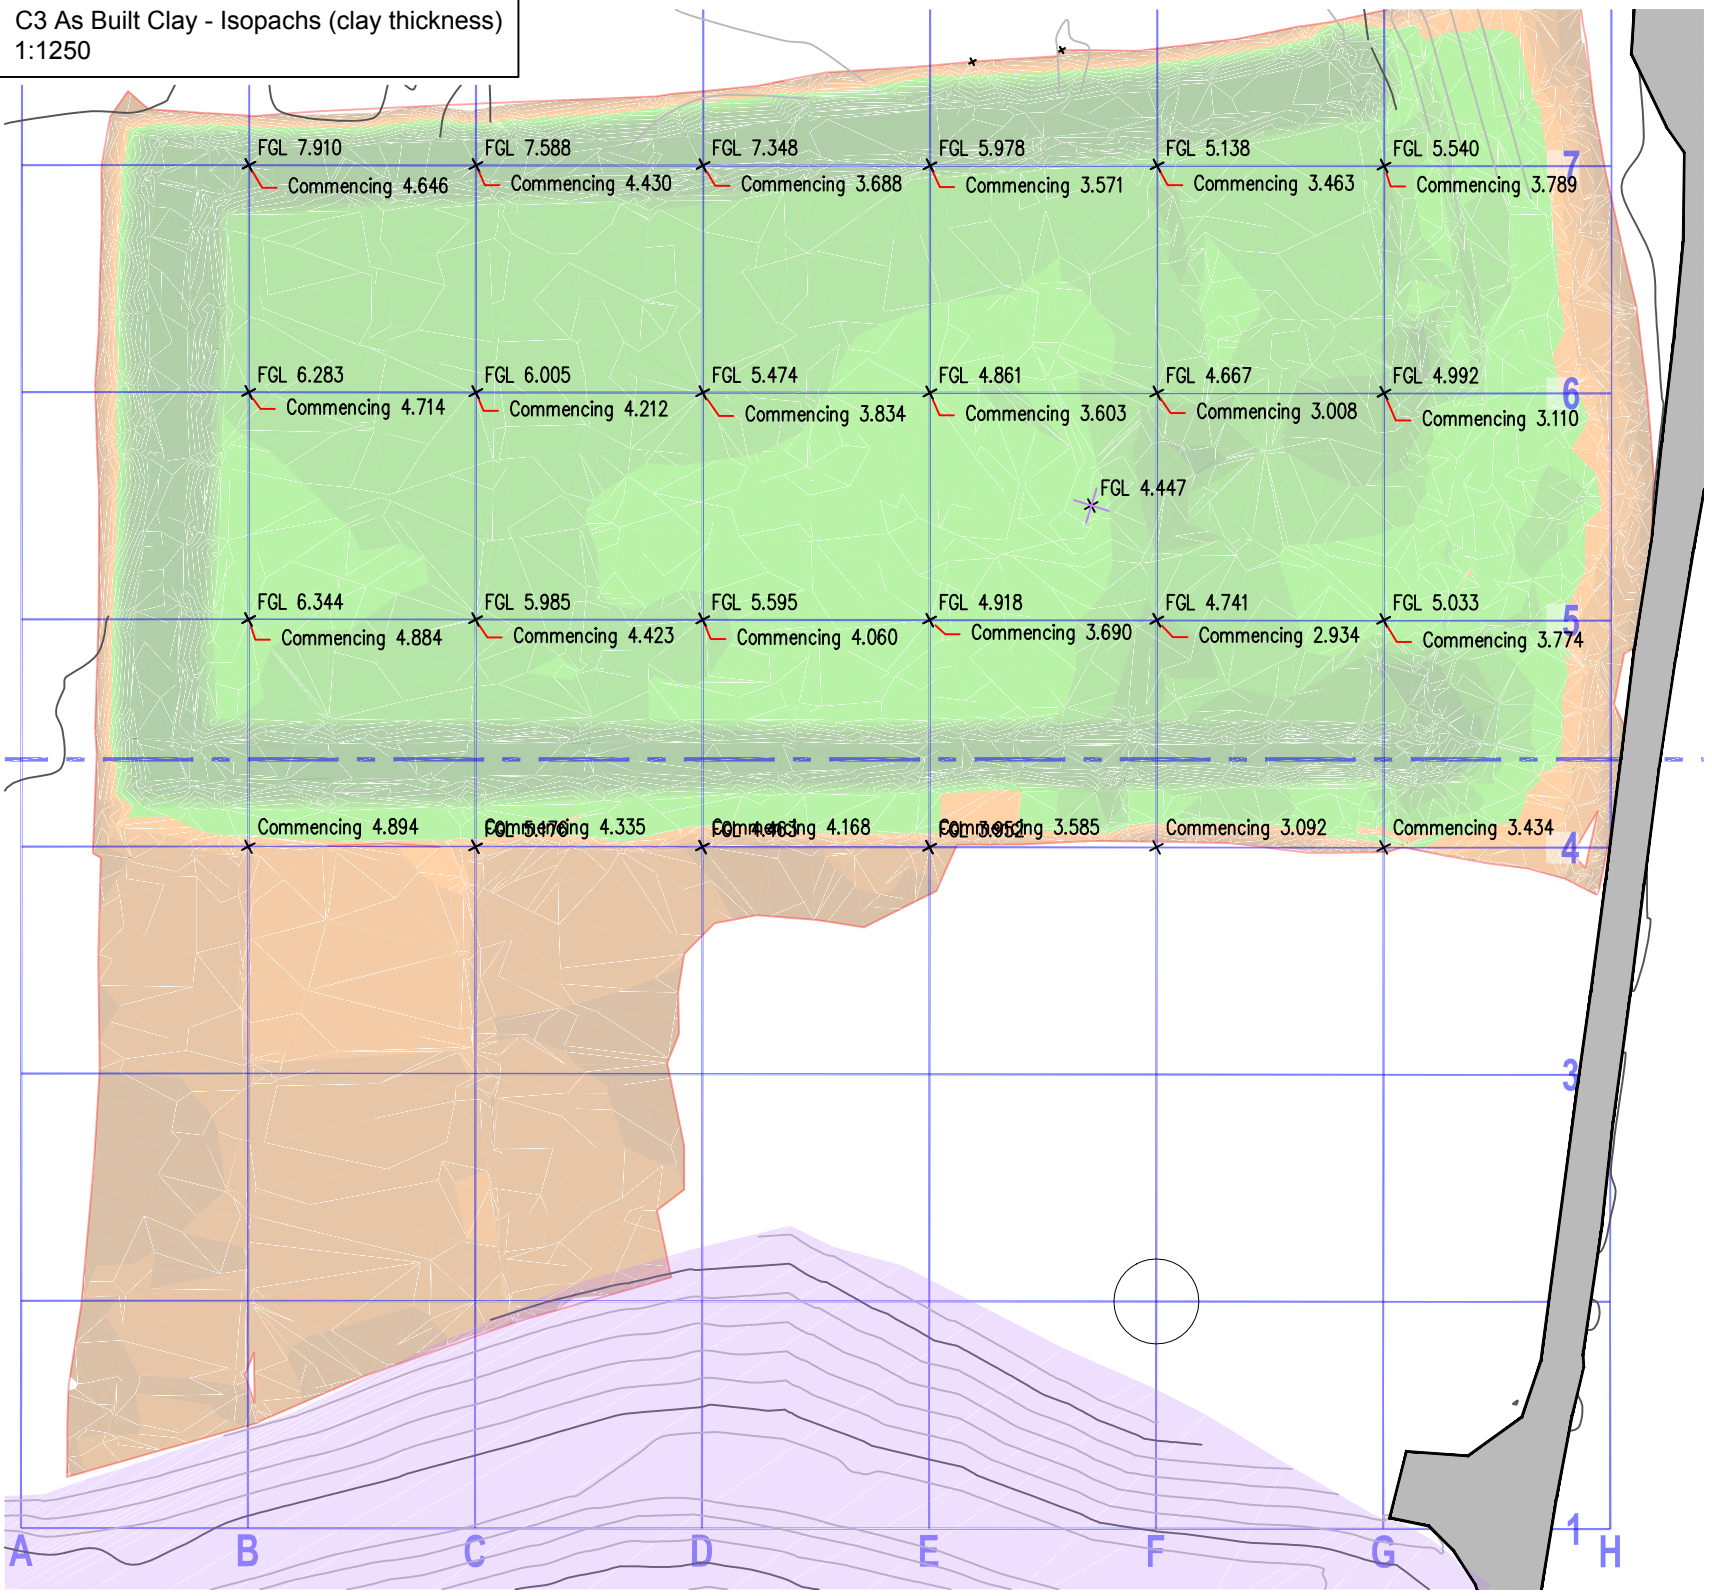 C3 As Built Clay - Isopachs (clay thickness)
1:1250
FGL 7.910 FGL 7.588 FGL 7.348 FGL 5.978 FGL 5.138 FGL 5.540
7
Commencing 4.646 Commencing 4.430 Commencing 3.688 Commencing 3.571 Commencing 3.463 Commencing 3.789
FGL 6.283 FGL 6.005 FGL 5.474 FGL 4.861 FGL 4.667 FGL 4.992
6
Commencing 4.714 Commencing 4.212 Commencing 3.834 Commencing 3.603 Commencing 3.008 Commencing 3.110
FGL 4.447
FGL 6.344 FGL 5.985 FGL 5.595 FGL 4.918 FGL 4.741 FGL 5.033
5
Commencing 4.884 Commencing 4.423 Commencing 4.060 Commencing 3.690 Commencing 2.934 Commencing 3.774
Commencing 4.894 Commencing 4.335 Commencing 4.168 Commencing 3.585 Commencing 3.092 Commencing 3.434
4
3
1
A B C D E F G H